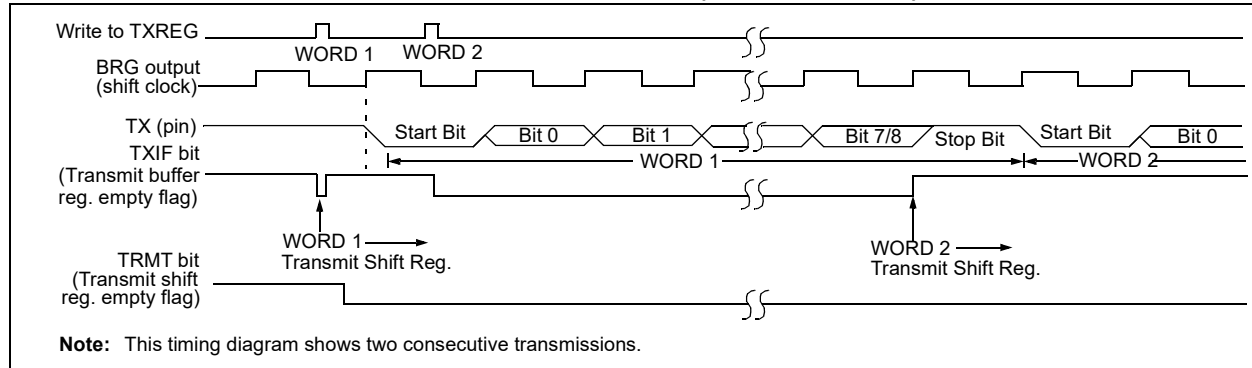 Write to TXREG
WORD 1
WORD 2
BRG output
(shift clock)
TX (pin)
Start Bit
Bit 0
Bit 1
Bit 7/8
Stop Bit
Start Bit
Bit 0
TXIF bit
(Transmit buffer
reg. empty flag)
WORD 1
WORD 2
WORD 1
Transmit Shift Reg.
WORD 2
Transmit Shift Reg.
TRMT bit
(Transmit shift
reg. empty flag)
Note: This timing diagram shows two consecutive transmissions.